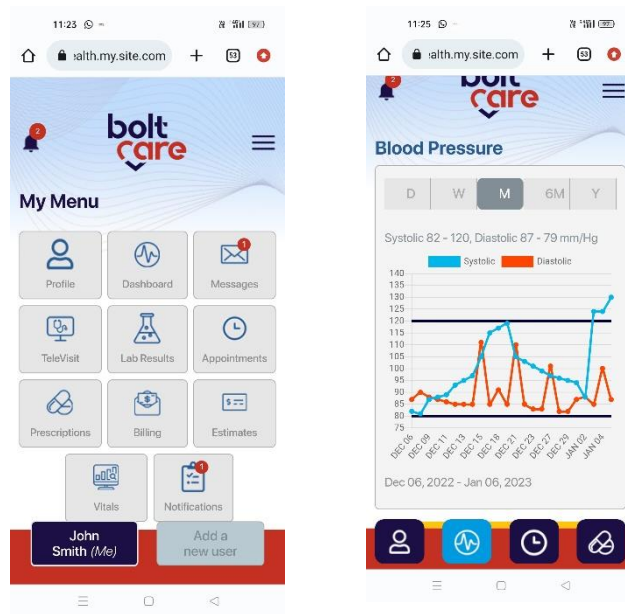 11:23
ealth.my.site.com
53
2
bolt
care
My Menu
Profile
Dashboard
1
Messages
TeleVisit
Lab Results
Appointments
Prescriptions
Billing
Estimates
Vitals
1
Notifications
John
Smith (Me)
Add a
new user
11:25
ealth.my.site.com
53
2
bolt
care
Blood Pressure
D W M 6M Y
Systolic 82 - 120, Diastolic 87 - 79 mm/Hg
Systolic Diastolic
140
135
130
125
120
115
110
105
100
95
90
85
80
75
DEC 06 DEC 09 DEC 11 DEC 13 DEC 15 DEC 18 DEC 21 DEC 23 DEC 27 DEC 29 JAN 02 JAN 04
Dec 06, 2022 - Jan 06, 2023